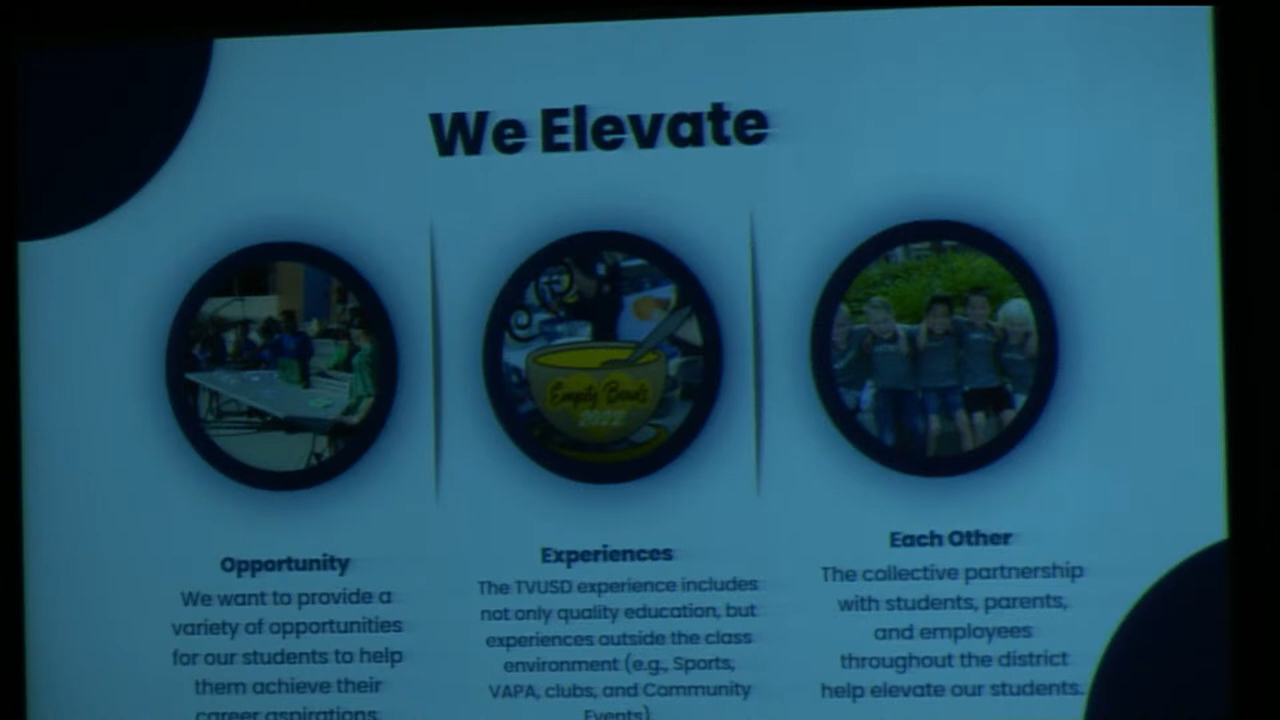 We Elevate
Empty Bowls
2022
Opportunity
We want to provide a
variety of opportunities
for our students to help
them achieve their
career aspirations.
Experiences
The TVUSD experience includes
not only quality education, but
experiences outside the class
environment (e.g., Sports,
VAPA, clubs, and Community
Events).
Each Other
The collective partnership
with students, parents,
and employees
throughout the district
help elevate our students.